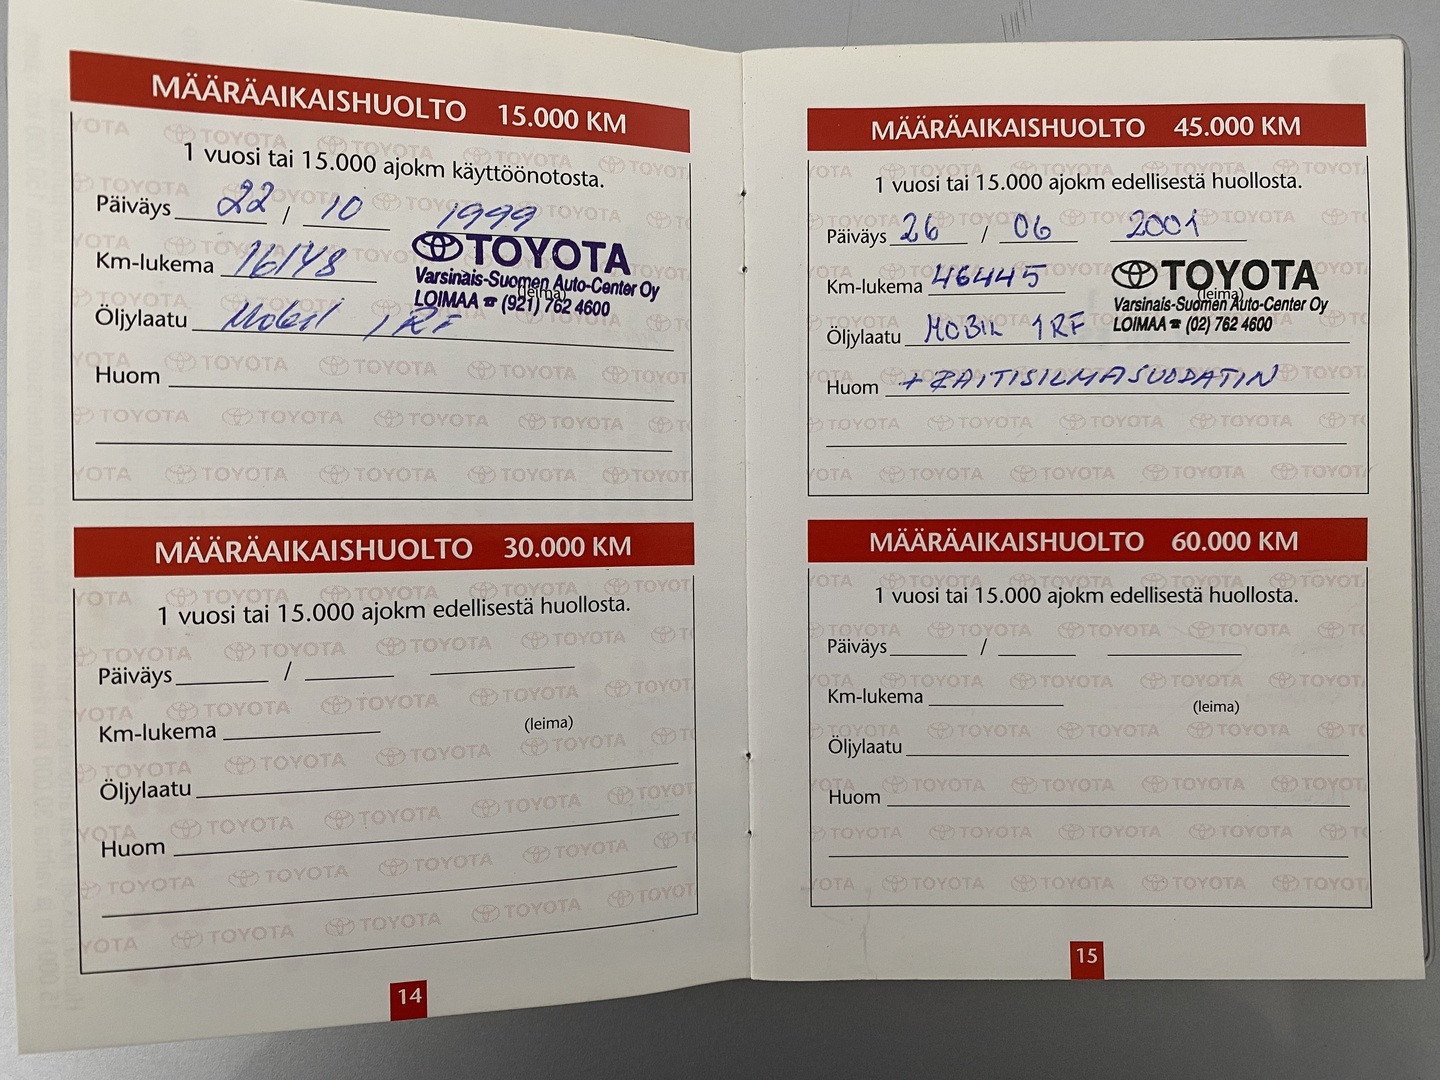 MÄÄRÄAIKAISHUOLTO 15.000 KM
1 vuosi tai 15.000 ajokm käyttöönotosta.
Päiväys 22 / 10 1999
Km-lukema 16148
TOYOTA
Varsinais-Suomen Auto-Center Oy
(leima)
LOIMAA ☎ (921) 762 4600
Öljylaatu Mobil 1 RF
Huom
MÄÄRÄAIKAISHUOLTO 30.000 KM
1 vuosi tai 15.000 ajokm edellisestä huollosta.
Päiväys /
Km-lukema
(leima)
Öljylaatu
Huom
14
MÄÄRÄAIKAISHUOLTO 45.000 KM
1 vuosi tai 15.000 ajokm edellisestä huollosta.
Päiväys 26 / 06 2001
Km-lukema 46445
TOYOTA
(leima)
Varsinais-Suomen Auto-Center Oy
LOIMAA ☎ (02) 762 4600
Öljylaatu MOBIL 1 RF
Huom + RAITISILMASUODATIN
MÄÄRÄAIKAISHUOLTO 60.000 KM
1 vuosi tai 15.000 ajokm edellisestä huollosta.
Päiväys /
Km-lukema
(leima)
Öljylaatu
Huom
15